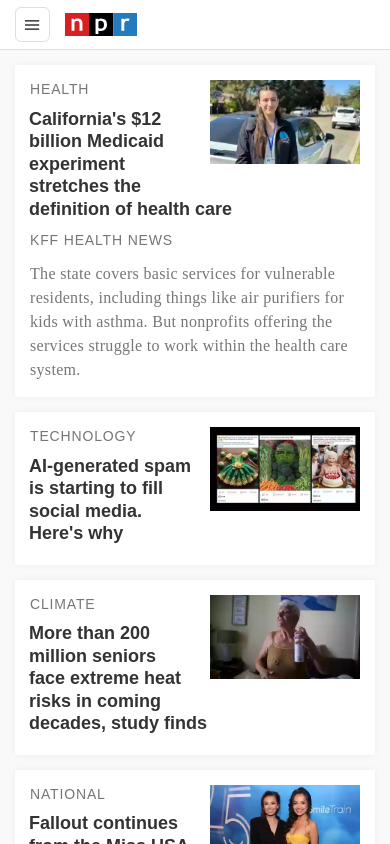 npr
HEALTH
California's $12
billion Medicaid
experiment
stretches the
definition of health care
KFF HEALTH NEWS
The state covers basic services for vulnerable
residents, including things like air purifiers for
kids with asthma. But nonprofits offering the
services struggle to work within the health care
system.
TECHNOLOGY
AI-generated spam
is starting to fill
social media.
Here's why
CLIMATE
More than 200
million seniors
face extreme heat
risks in coming
decades, study finds
NATIONAL
Fallout continues
from the Miss USA
25
SmileTrain